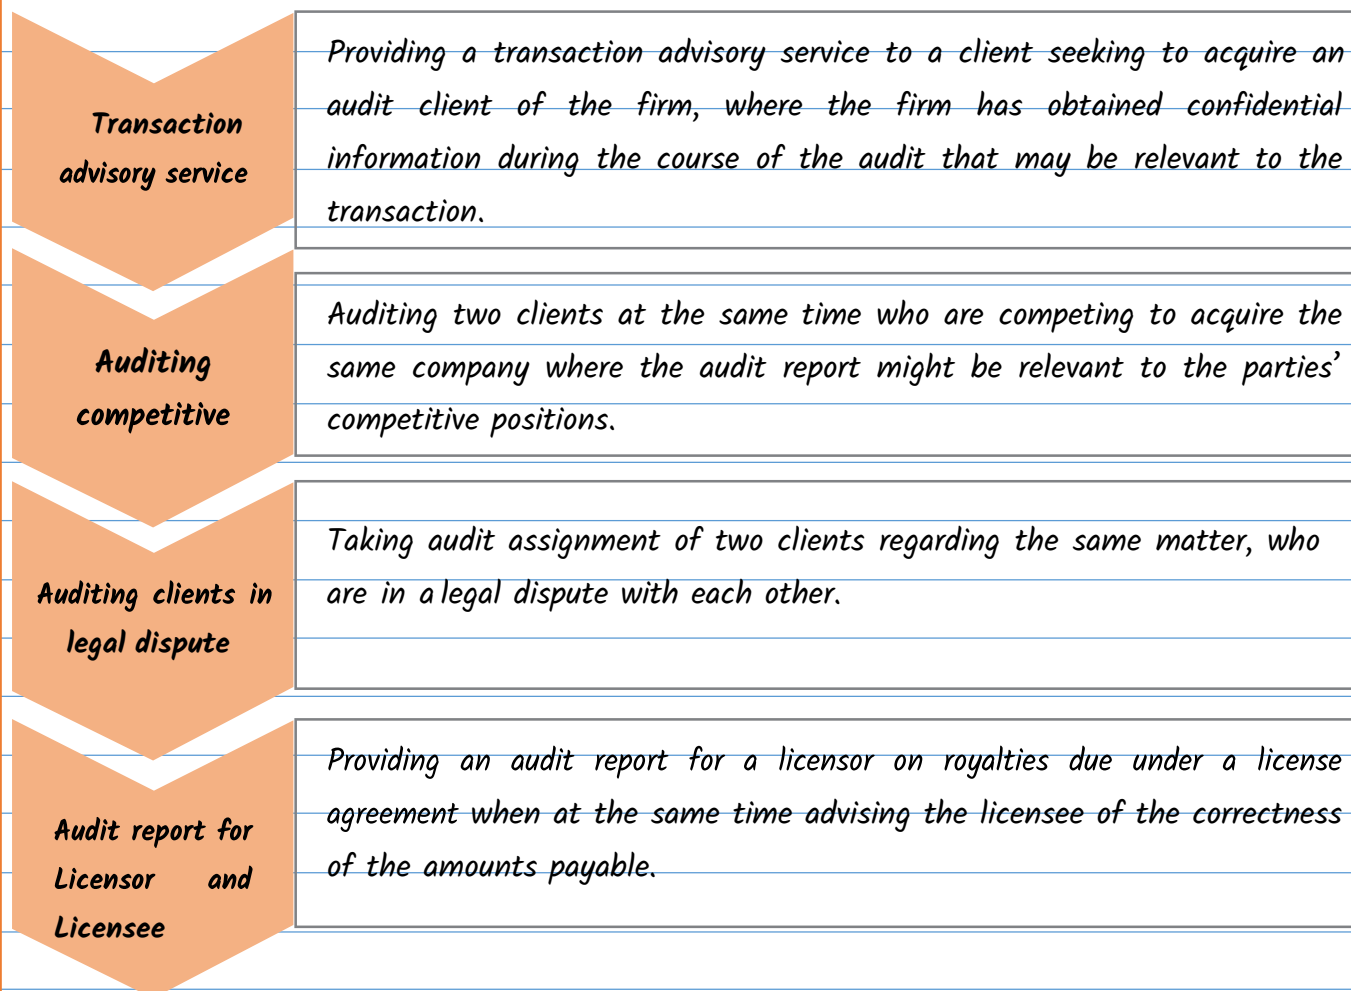 Transaction
advisory service
Providing a transaction advisory service to a client seeking to acquire an
audit client of the firm, where the firm has obtained confidential
information during the course of the audit that may be relevant to the
transaction.
Auditing
competitive
Auditing two clients at the same time who are competing to acquire the
same company where the audit report might be relevant to the parties’
competitive positions.
Auditing clients in
legal dispute
Taking audit assignment of two clients regarding the same matter, who
are in a legal dispute with each other.
Audit report for
Licensor and
Licensee
Providing an audit report for a licensor on royalties due under a license
agreement when at the same time advising the licensee of the correctness
of the amounts payable.